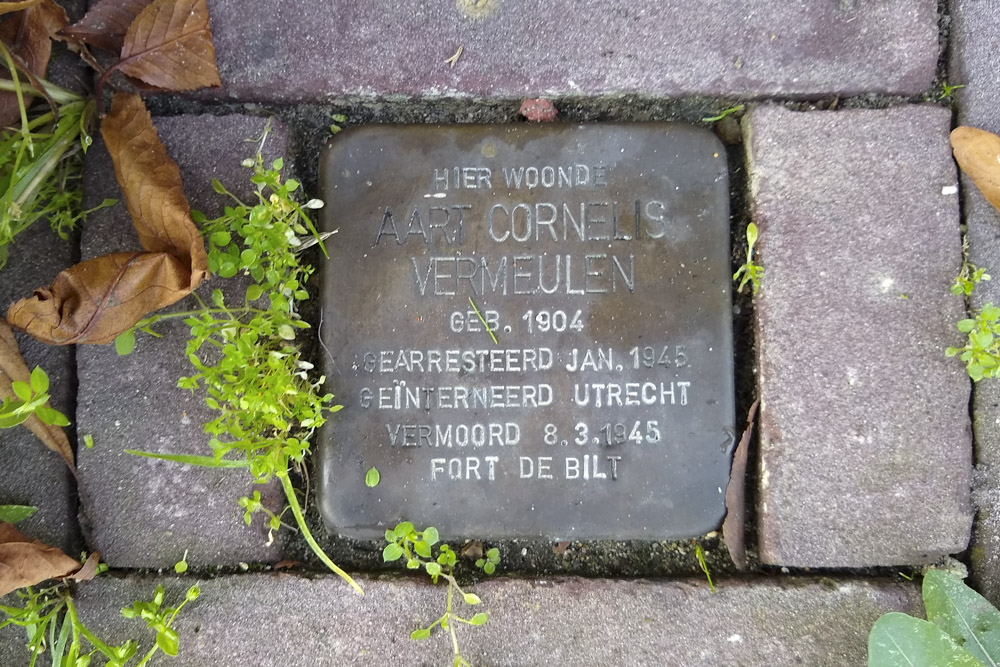 HIER WOONDE
AART CORNELIS
VERMEULEN
GEB. 1904
GEARRESTEERD JAN. 1945
GEÏNTERNEERD UTRECHT
VERMOORD 8.3.1945
FORT DE BILT